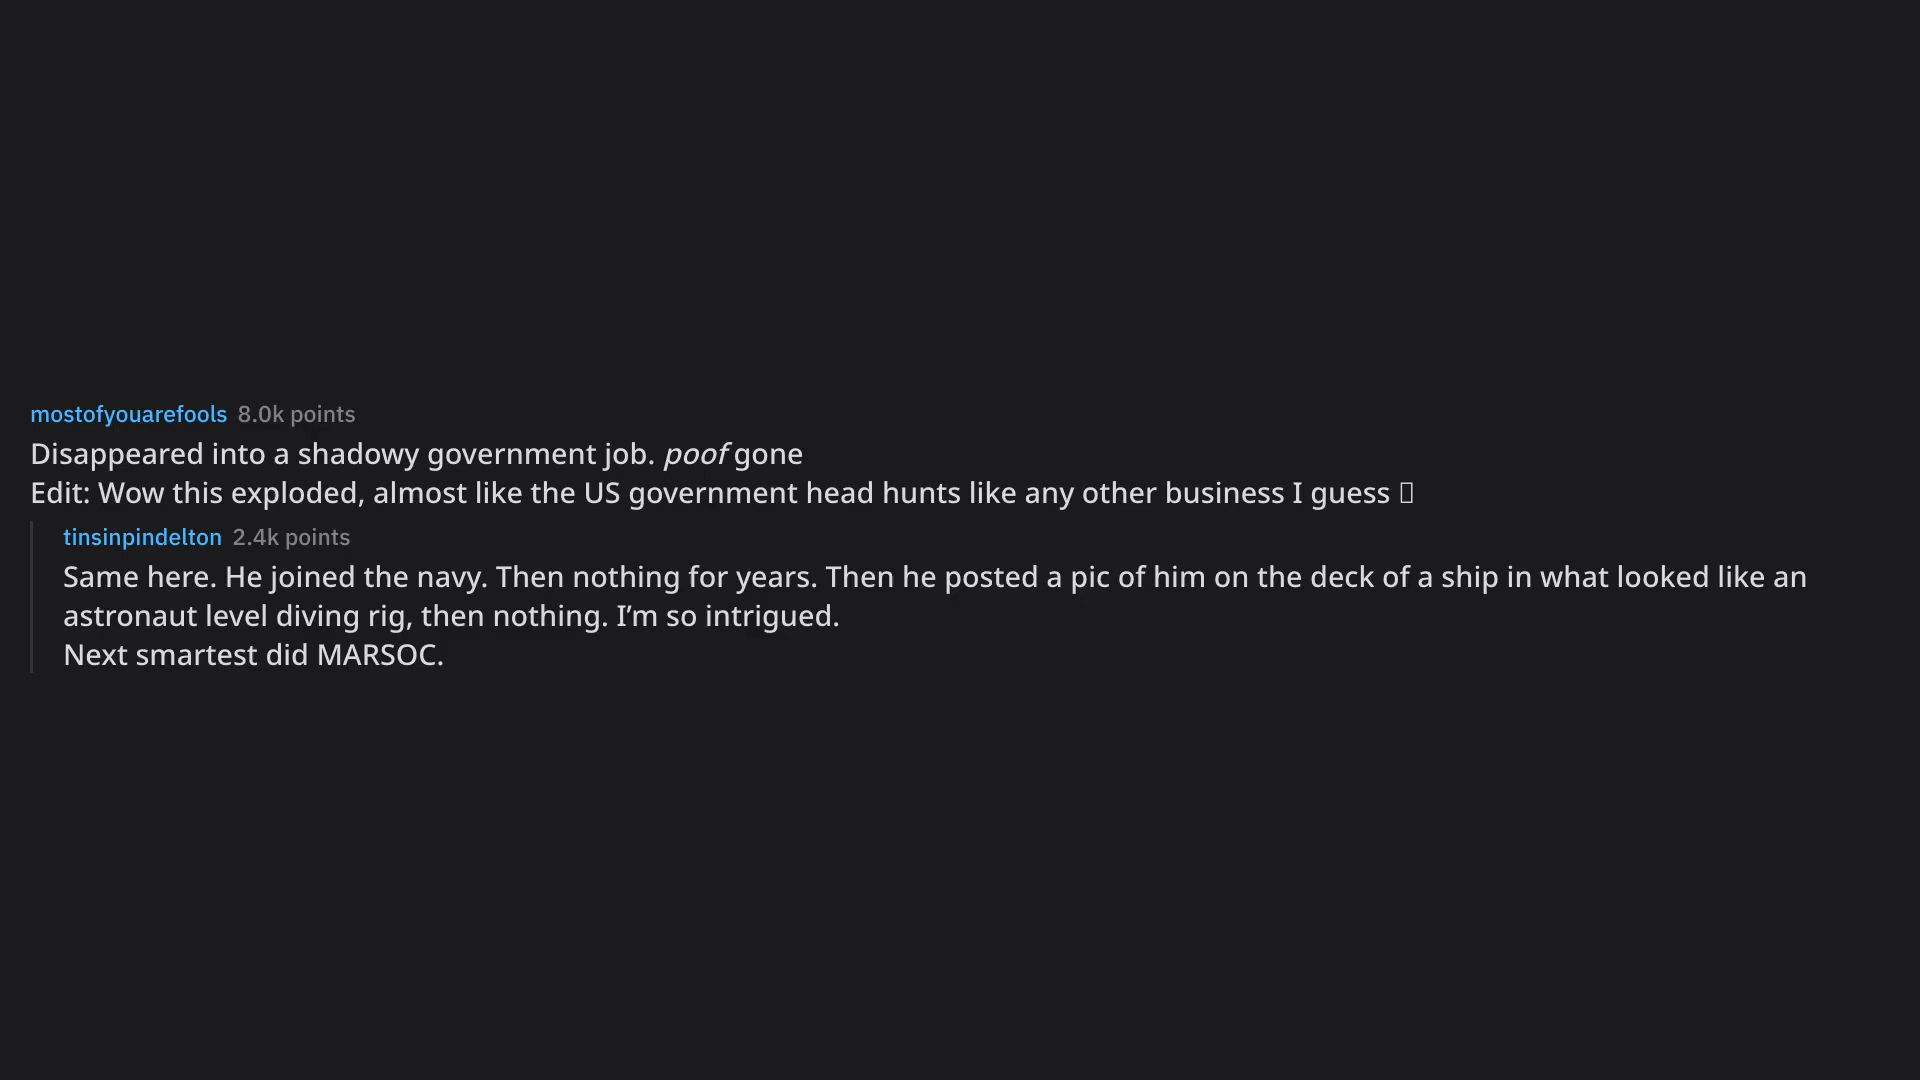 mostofyouarefools 8.0k points
Disappeared into a shadowy government job. poof gone
Edit: Wow this exploded, almost like the US government head hunts like any other business I guess ▯
tinsinpindelton 2.4k points
Same here. He joined the navy. Then nothing for years. Then he posted a pic of him on the deck of a ship in what looked like an
astronaut level diving rig, then nothing. I’m so intrigued.
Next smartest did MARSOC.